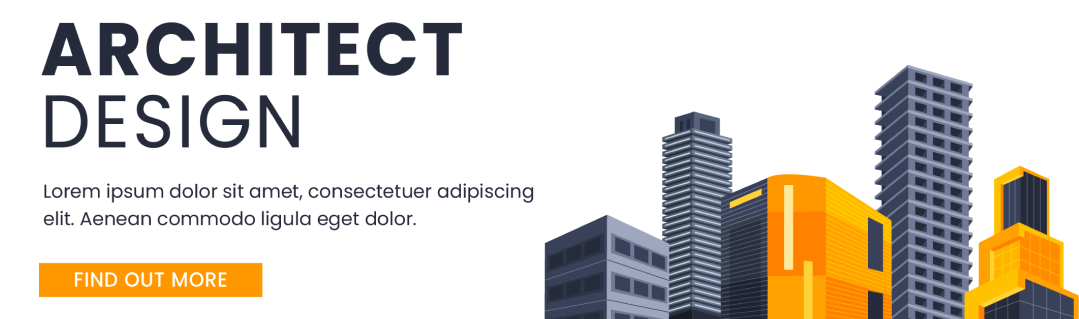 ARCHITECT
DESIGN
Lorem ipsum dolor sit amet, consectetuer adipiscing
elit. Aenean commodo ligula eget dolor.
FIND OUT MORE